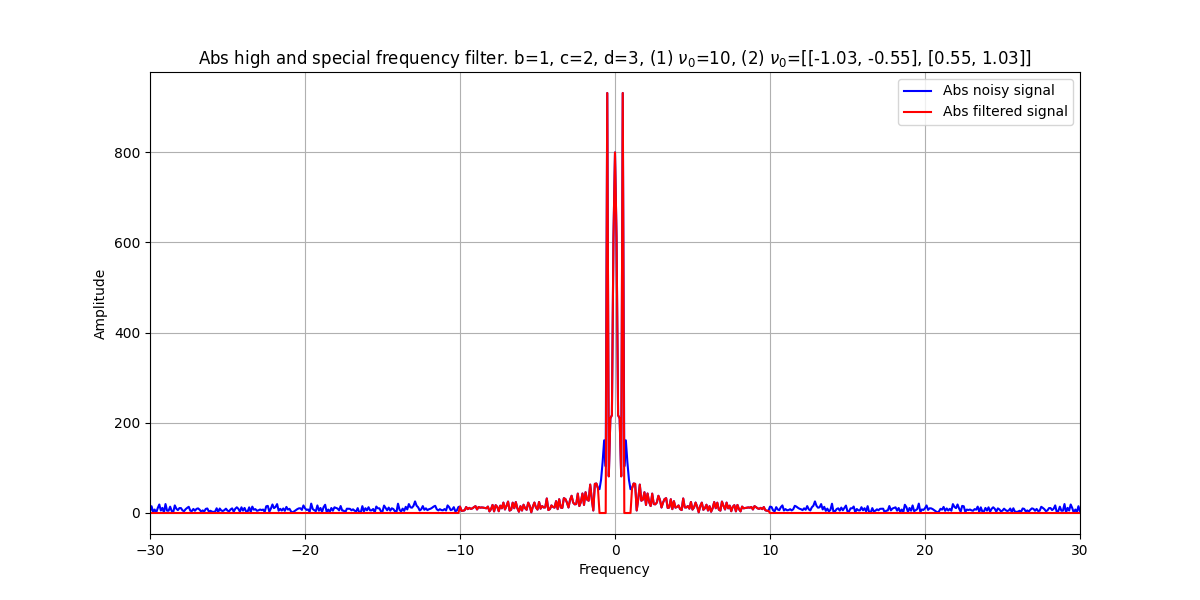 Abs high and special frequency filter. b=1, c=2, d=3, (1) ν₀=10, (2) ν₀=[[-1.03, -0.55], [0.55, 1.03]]
Abs noisy signal
Abs filtered signal
800
600
400
200
0
Amplitude
−30 −20 −10 0 10 20 30
Frequency